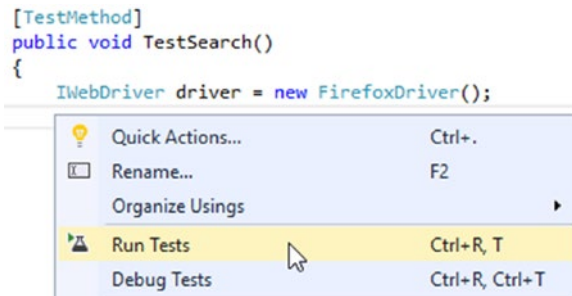 [TestMethod]
public void TestSearch()
{
IWebDriver driver = new FirefoxDriver();
Quick Actions... Ctrl+.
Rename... F2
Organize Usings
Run Tests Ctrl+R, T
Debug Tests Ctrl+R, Ctrl+T